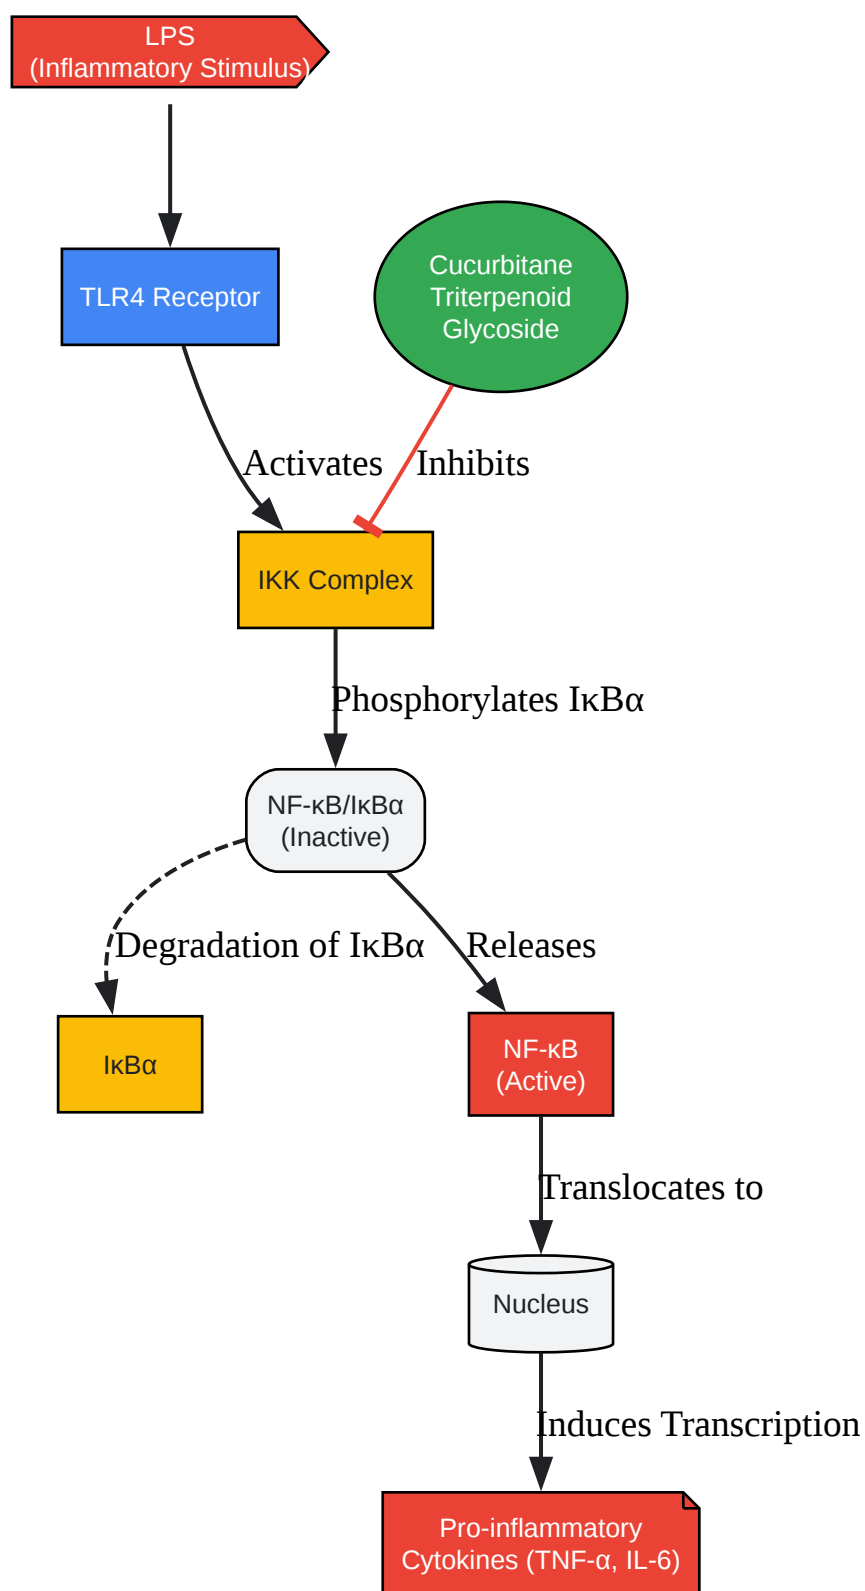 LPS
(Inflammatory Stimulus)
TLR4 Receptor
Cucurbitane
Triterpenoid
Glycoside
Activates
Inhibits
IKK Complex
Phosphorylates IκBα
NF-κB/IκBα
(Inactive)
Degradation of IκBα
Releases
IκBα
NF-κB
(Active)
Translocates to
Nucleus
Induces Transcription
Pro-inflammatory
Cytokines (TNF-α, IL-6)